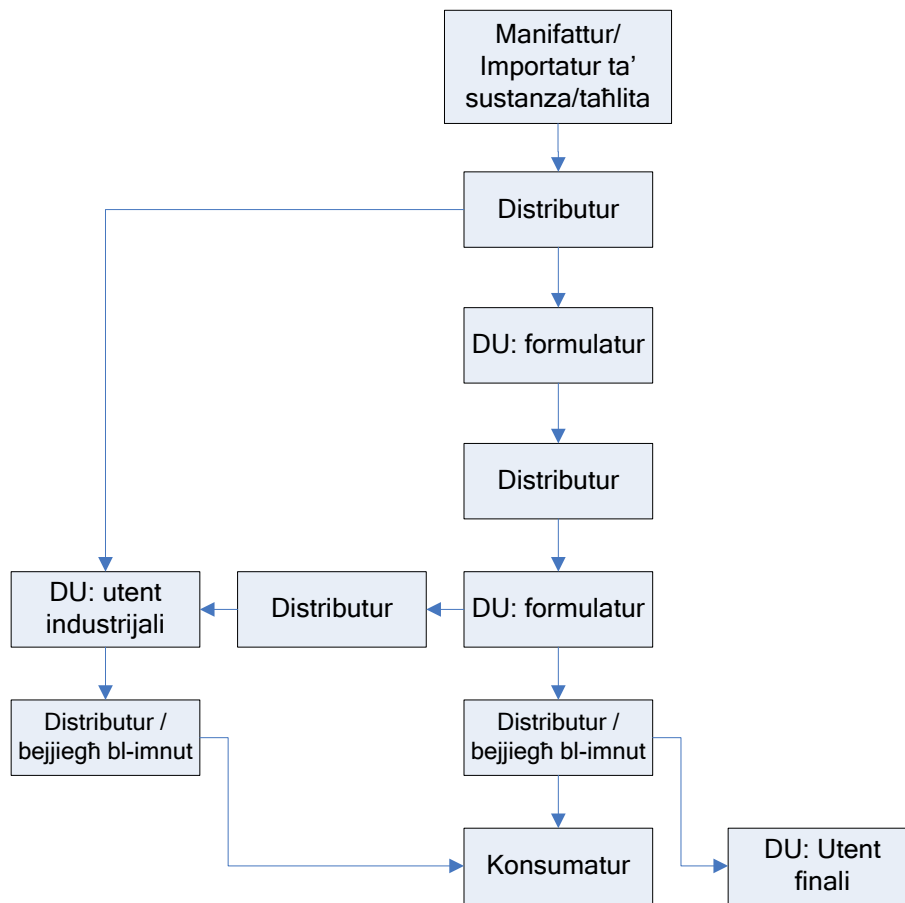 Manifattur/
Importatur ta’
sustanza/taħlita
Distributur
DU: formulatur
Distributur
DU: utent
industrijali
Distributur
DU: formulatur
Distributur /
bejjiegħ bl-imnut
Distributur /
bejjiegħ bl-imnut
Konsumatur
DU: Utent
finali